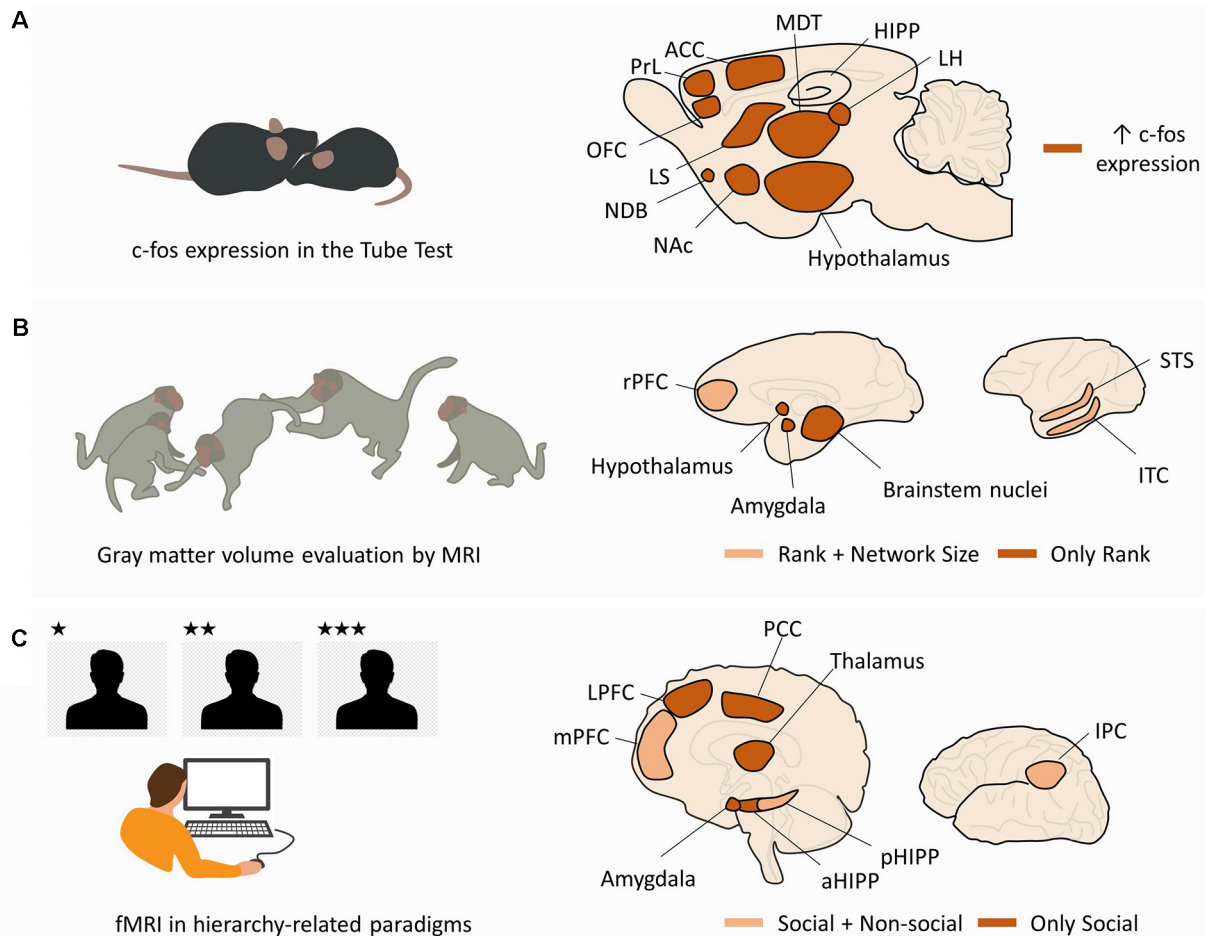 A
MDT
HIPP
ACC
LH
PrL
OFC
LS
NDB
NAc
Hypothalamus
↑ c-fos
expression
c-fos expression in the Tube Test
B
rPFC
STS
Hypothalamus
Amygdala
Brainstem nuclei
ITC
Gray matter volume evaluation by MRI
Rank + Network Size
Only Rank
C
★
★★
★★★
PCC
Thalamus
LPFC
mPFC
IPC
pHIPP
aHIPP
Amygdala
fMRI in hierarchy-related paradigms
Social + Non-social
Only Social